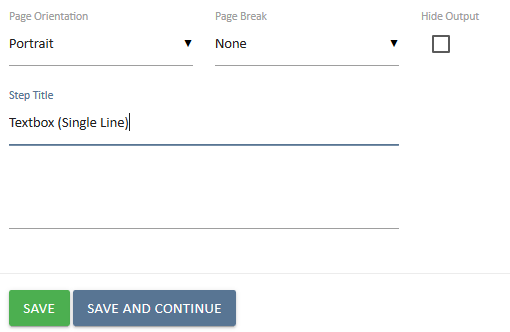 Page Orientation Page Break Hide Output
Portrait None
Step Title
Textbox (Single Line)
SAVE SAVE AND CONTINUE